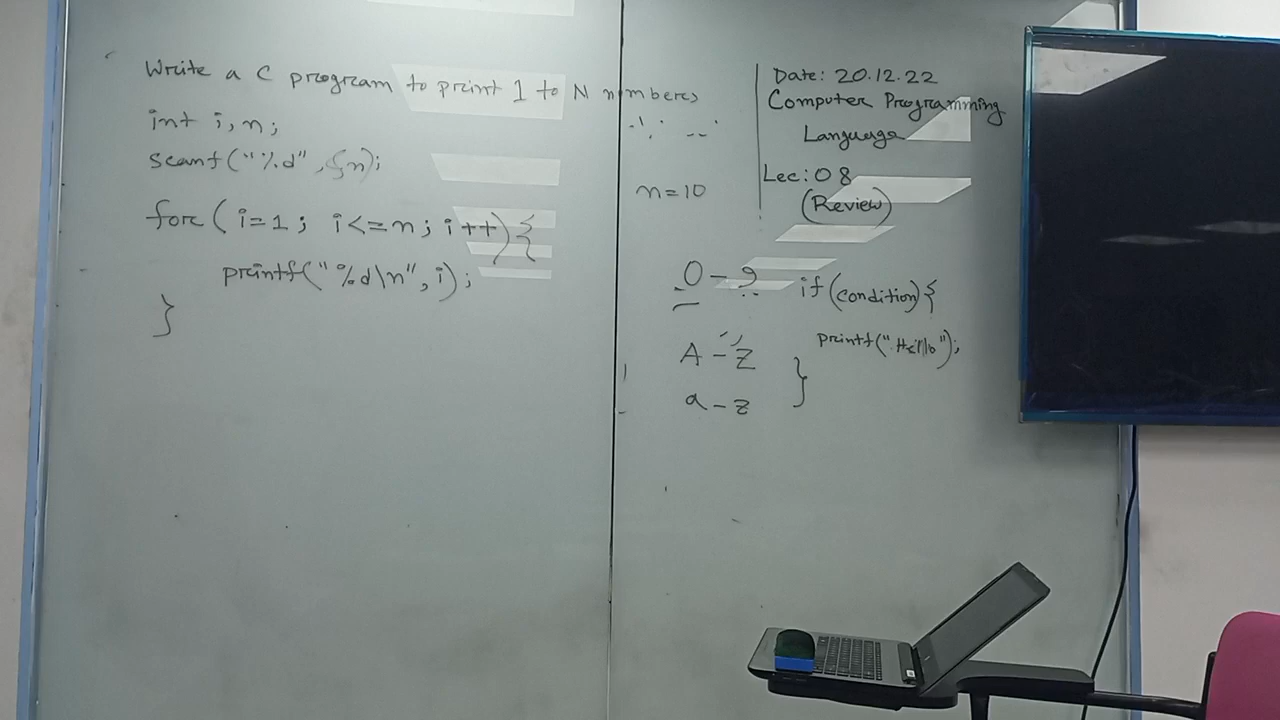 Write a C program to print 1 to N numbers
int i, n;
scanf("%d", &n);
for (i=1; i<=n; i++){
printf("%d\n", i);
}
n=10
Date: 20.12.22
Computer Programming
Language
Lec: 08
(Review)
0-9
A-Z
a-z
if (condition) {
printf("Hello");
}